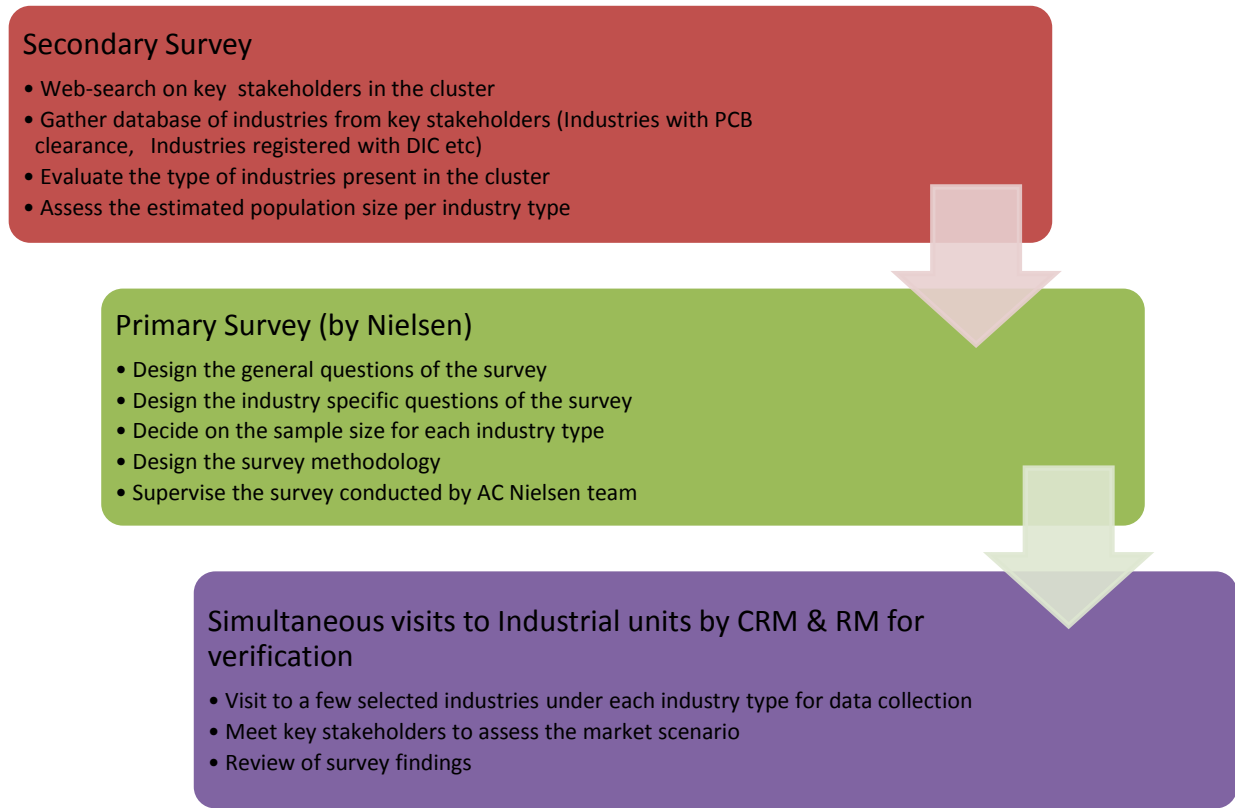 Secondary Survey
• Web-search on key stakeholders in the cluster
• Gather database of industries from key stakeholders (Industries with PCB
clearance, Industries registered with DIC etc)
• Evaluate the type of industries present in the cluster
• Assess the estimated population size per industry type
Primary Survey (by Nielsen)
• Design the general questions of the survey
• Design the industry specific questions of the survey
• Decide on the sample size for each industry type
• Design the survey methodology
• Supervise the survey conducted by AC Nielsen team
Simultaneous visits to Industrial units by CRM & RM for
verification
• Visit to a few selected industries under each industry type for data collection
• Meet key stakeholders to assess the market scenario
• Review of survey findings